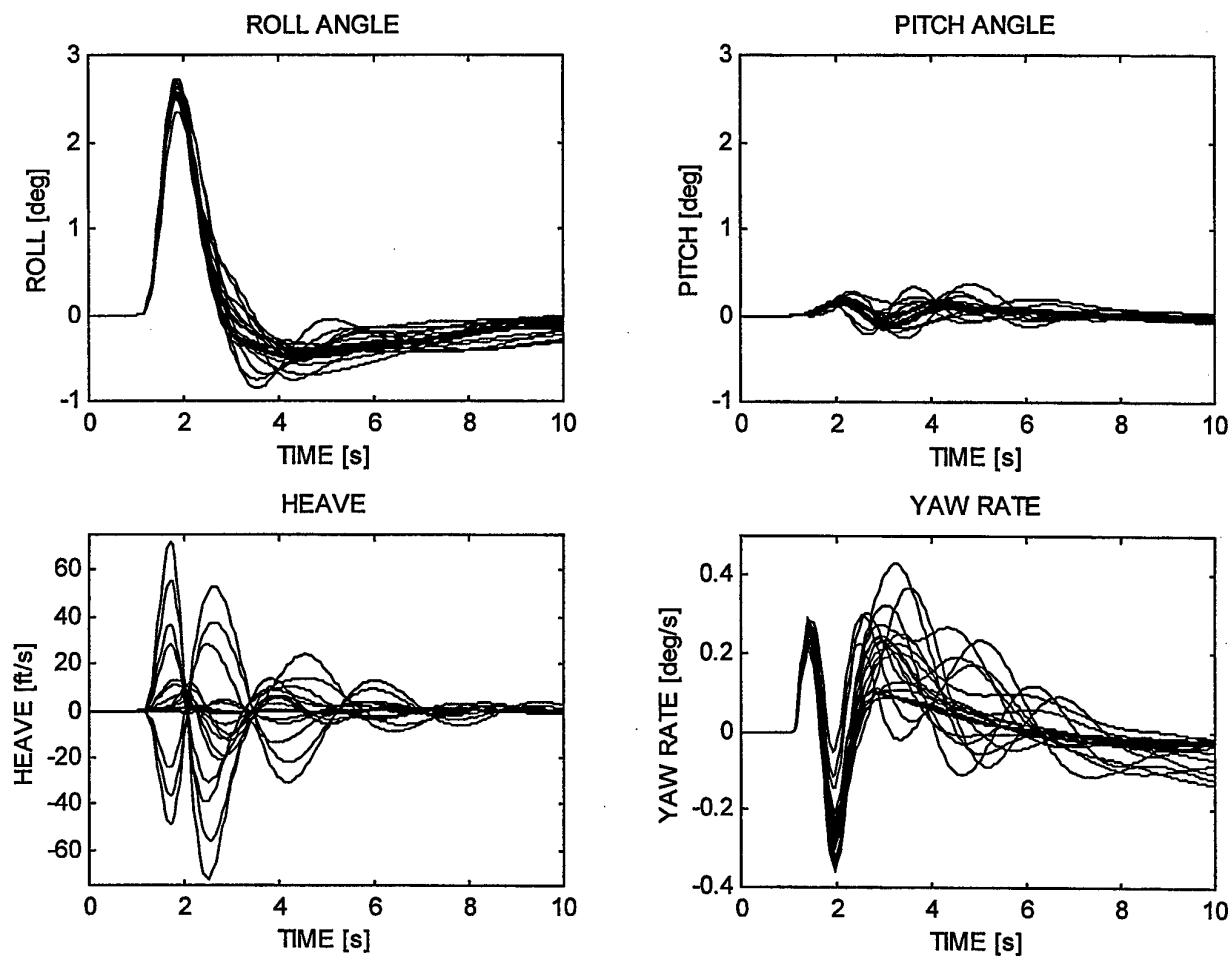 ROLL ANGLE
3
2
1
0
-1
ROLL [deg]
0 2 4 6 8 10
TIME [s]
PITCH ANGLE
3
2
1
0
-1
PITCH [deg]
0 2 4 6 8 10
TIME [s]
HEAVE
60
40
20
0
-20
-40
-60
HEAVE [ft/s]
0 2 4 6 8 10
TIME [s]
YAW RATE
0.4
0.2
0
-0.2
-0.4
YAW RATE [deg/s]
0 2 4 6 8 10
TIME [s]